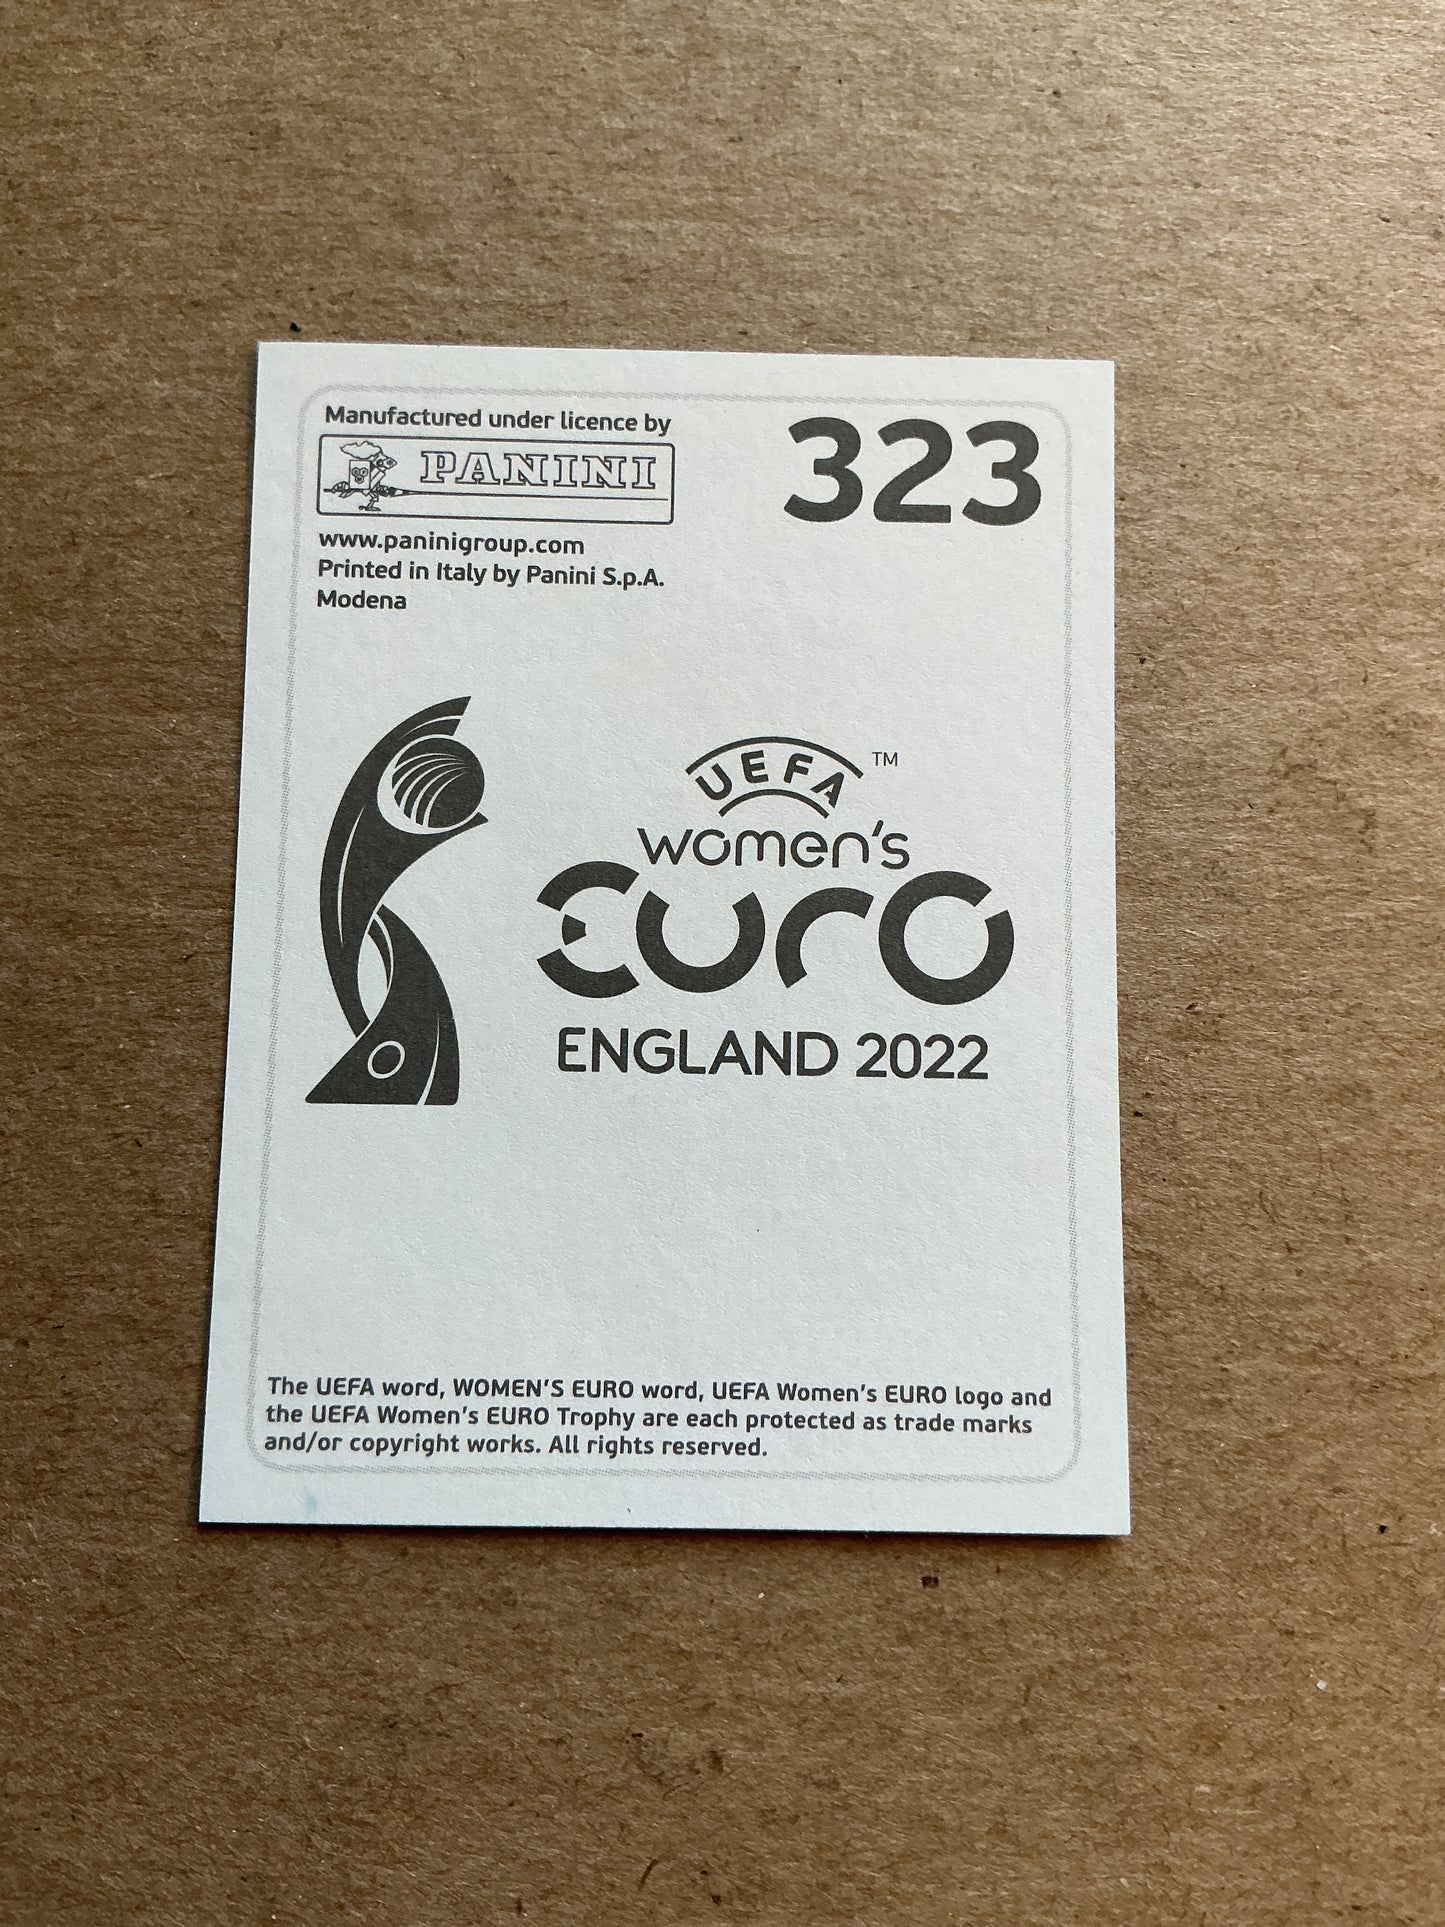 Manufactured under licence by
PANINI
323
www.paninigroup.com
Printed in Italy by Panini S.p.A.
Modena
UEFA TM
women's
EURO
ENGLAND 2022
The UEFA word, WOMEN'S EURO word, UEFA Women's EURO logo and
the UEFA Women's EURO Trophy are each protected as trade marks
and/or copyright works. All rights reserved.